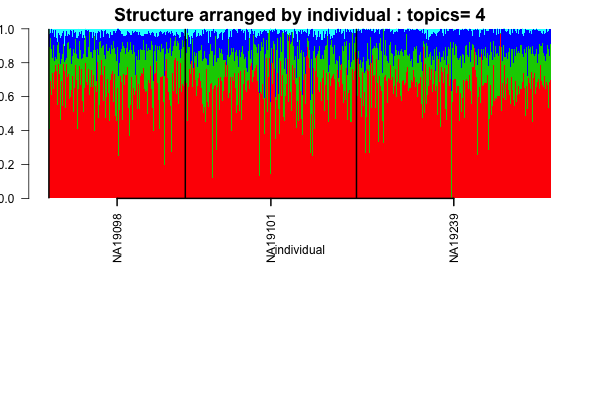 Structure arranged by individual : topics= 4
1.0
0.8
0.6
0.4
0.2
0.0
NA19098
NA19101
NA19239
individual